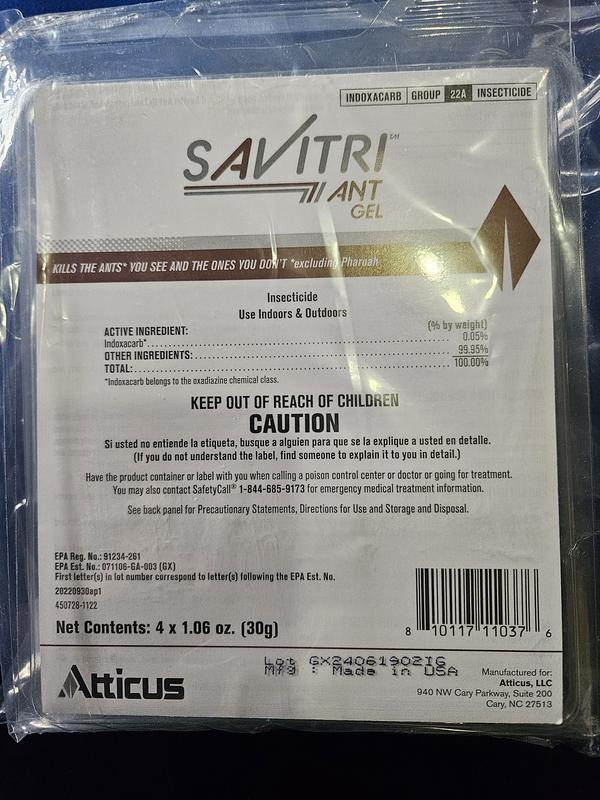 INDOXACARB GROUP 22A INSECTICIDE
SAVITRI™
ANT
GEL
KILLS THE ANTS* YOU SEE AND THE ONES YOU DON'T *excluding Pharaoh
Insecticide
Use Indoors & Outdoors
ACTIVE INGREDIENT: (% by weight)
Indoxacarb*........................................ 0.05%
OTHER INGREDIENTS:........................................ 99.95%
TOTAL:........................................ 100.00%
*Indoxacarb belongs to the oxadiazine chemical class.
KEEP OUT OF REACH OF CHILDREN
CAUTION
Si usted no entiende la etiqueta, busque a alguien para que se la explique a usted en detalle.
(If you do not understand the label, find someone to explain it to you in detail.)
Have the product container or label with you when calling a poison control center or doctor or going for treatment.
You may also contact SafetyCall® 1-844-685-9173 for emergency medical treatment information.
See back panel for Precautionary Statements, Directions for Use and Storage and Disposal.
EPA Reg. No.: 91234-261
EPA Est. No.: 071106-GA-003 (GX)
First letter(s) in lot number correspond to letter(s) following the EPA Est. No.
20220930ap1
450728-1122
Net Contents: 4 x 1.06 oz. (30g)
8 10117 11037 6
Atticus
Lot GX24061902IG
Mfg : Made in USA
Manufactured for:
Atticus, LLC
940 NW Cary Parkway, Suite 200
Cary, NC 27513